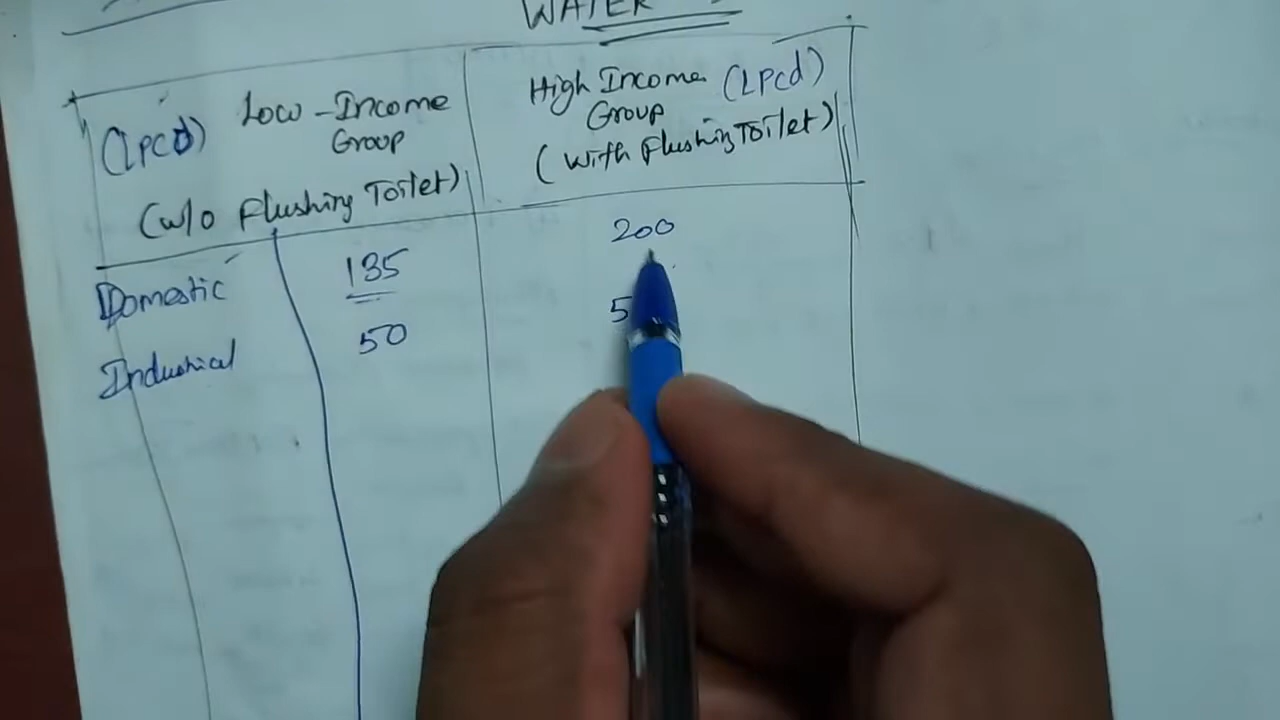 WATER
(LPCD) Low-Income
Group
(w/o Flushing Toilet)
High Income (LPCd)
Group
(With Flushing Toilet)
Domestic 135 200
Industrial 50